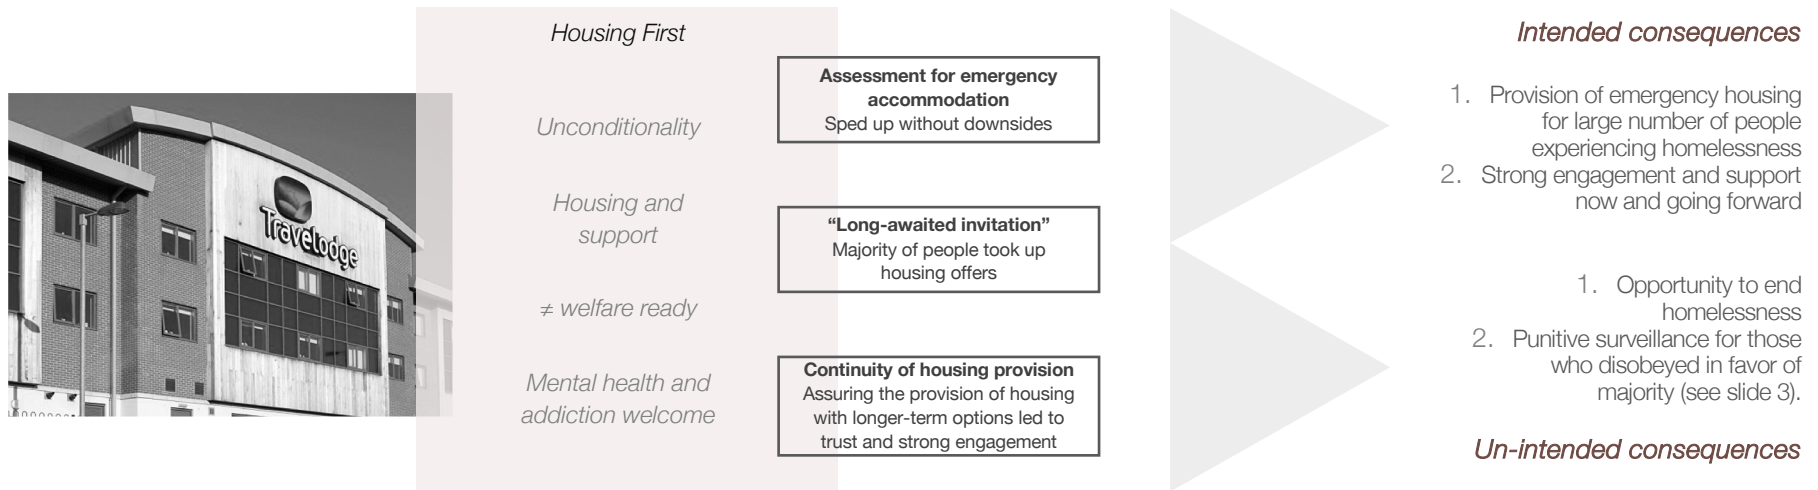 Travelodge
Housing First
Unconditionality
Housing and
support
≠ welfare ready
Mental health and
addiction welcome
Assessment for emergency
accommodation
Sped up without downsides
“Long-awaited invitation”
Majority of people took up
housing offers
Continuity of housing provision
Assuring the provision of housing
with longer-term options led to
trust and strong engagement
Intended consequences
1. Provision of emergency housing
for large number of people
experiencing homelessness
2. Strong engagement and support
now and going forward
1. Opportunity to end
homelessness
2. Punitive surveillance for those
who disobeyed in favor of
majority (see slide 3).
Un-intended consequences